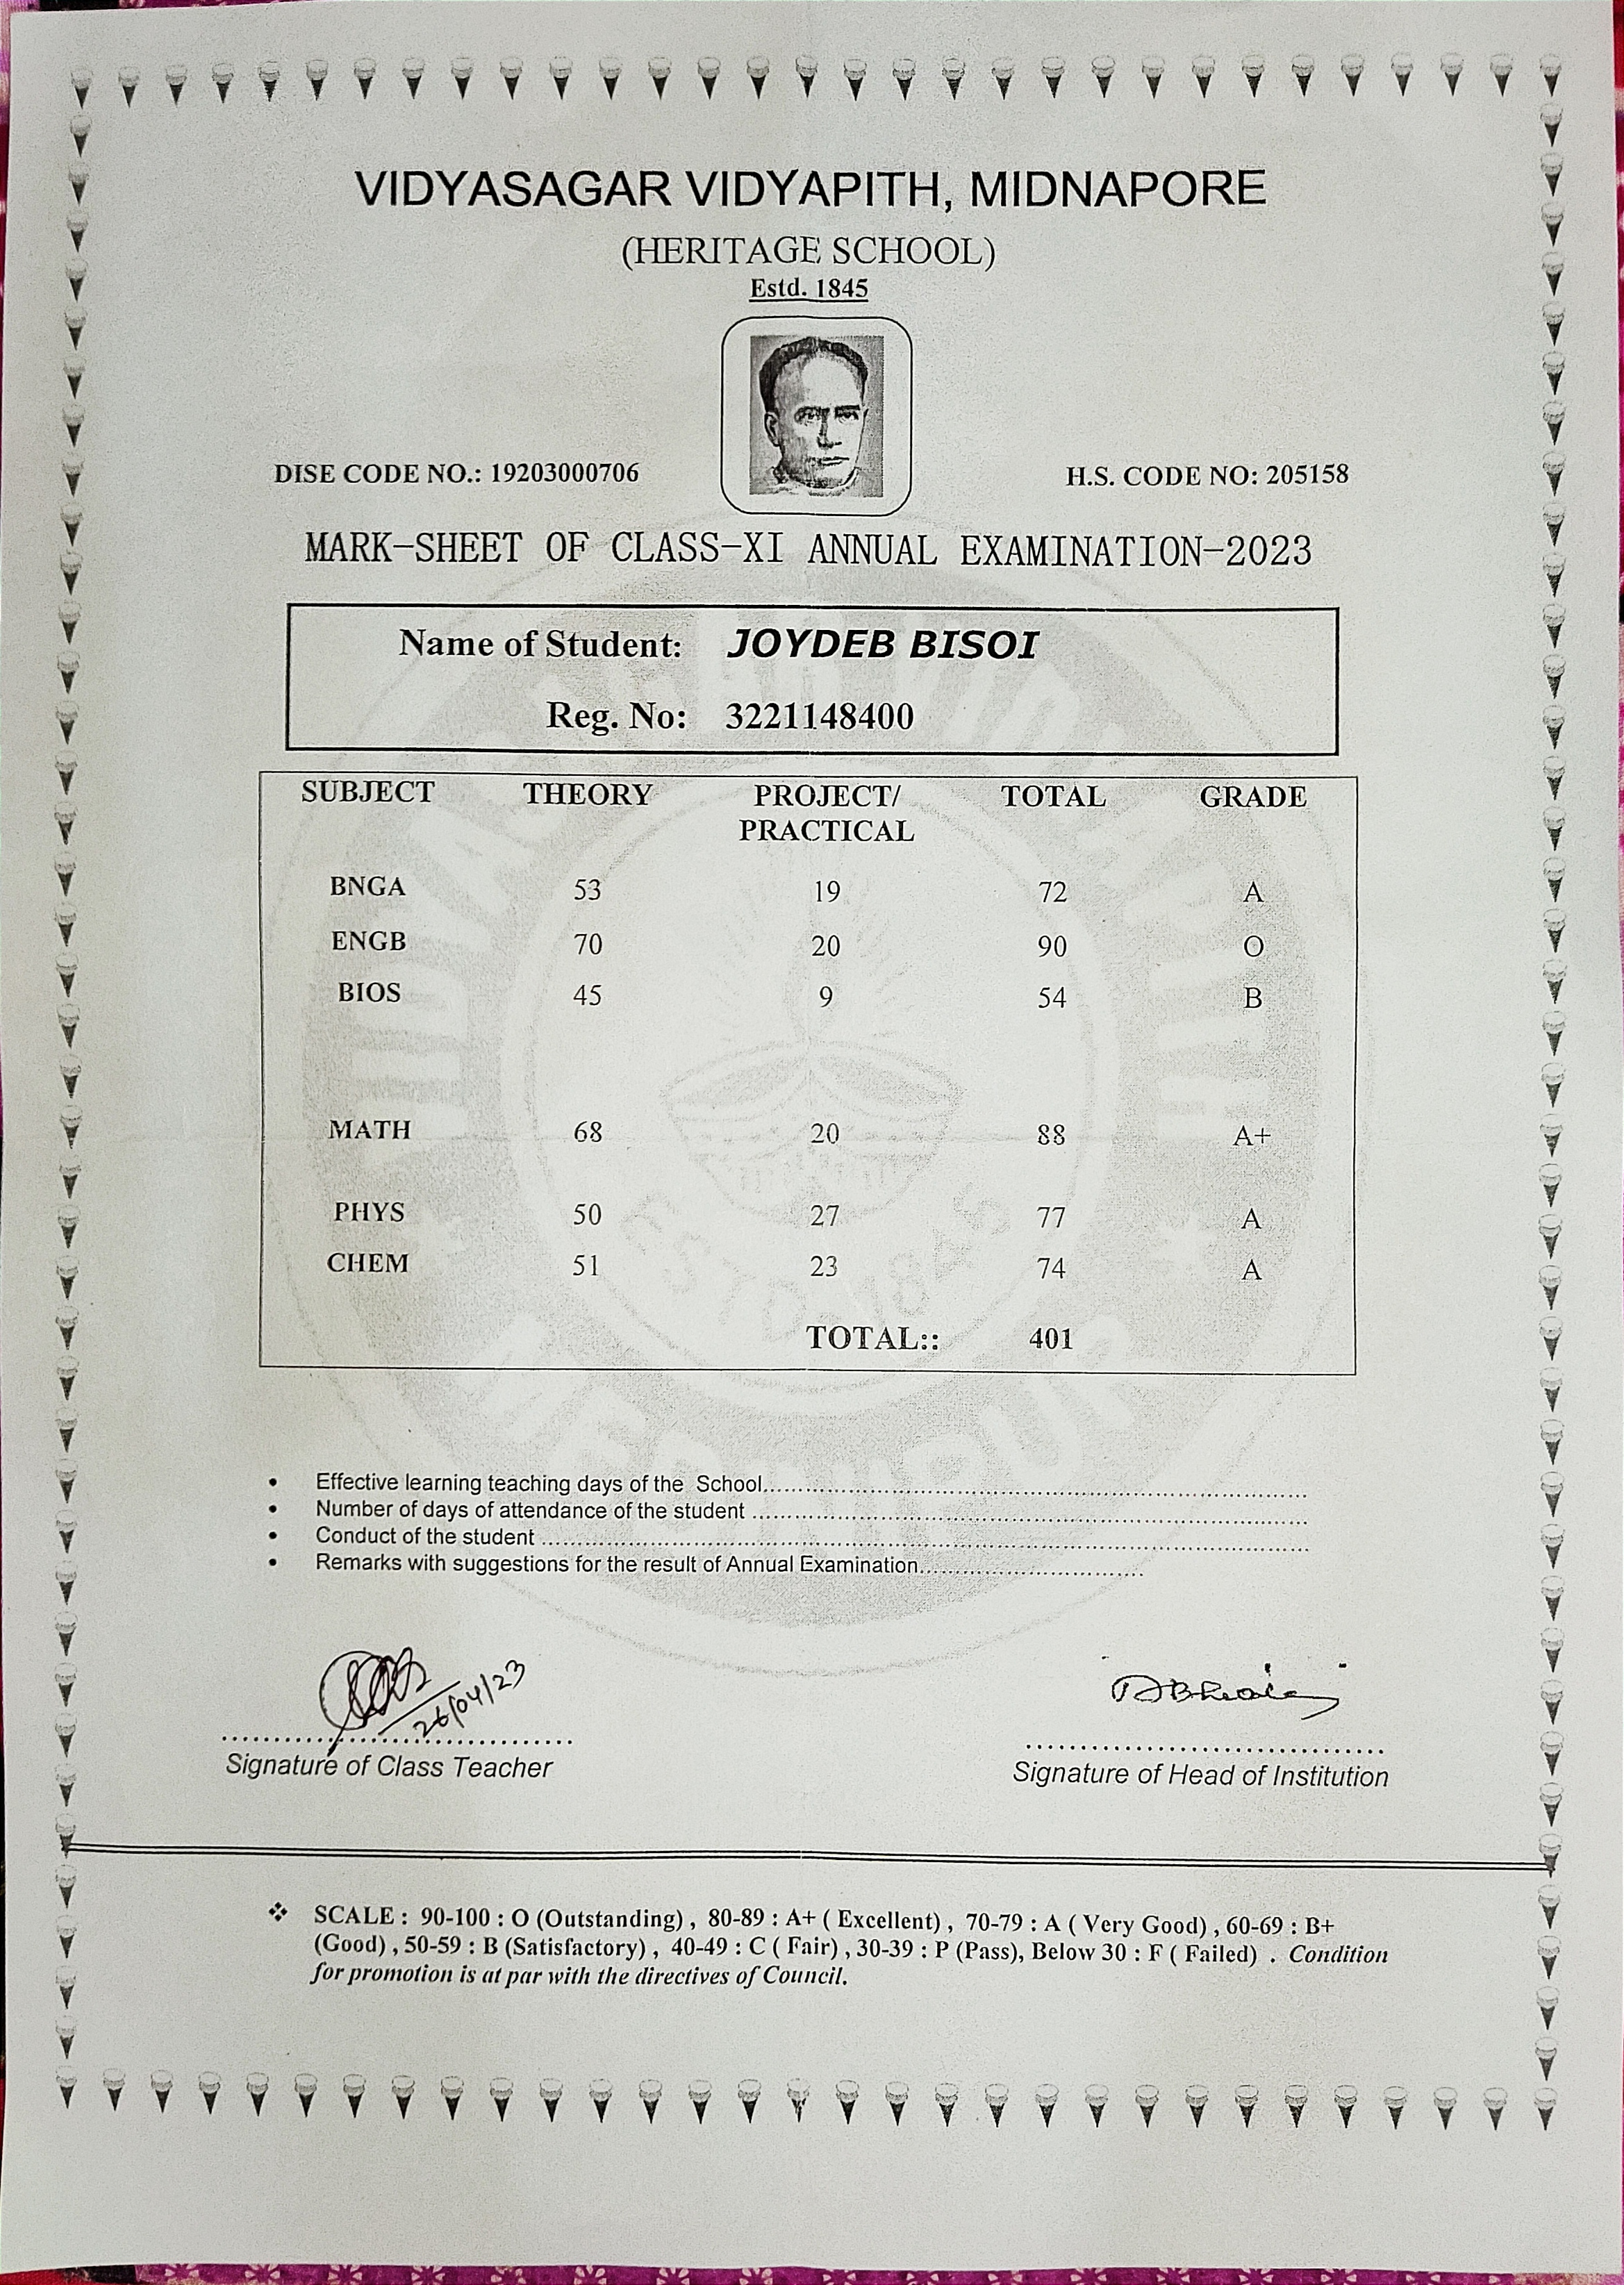 VIDYASAGAR VIDYAPITH, MIDNAPORE
(HERITAGE SCHOOL)
Estd. 1845
DISE CODE NO.: 19203000706 H.S. CODE NO: 205158
MARK-SHEET OF CLASS-XI ANNUAL EXAMINATION-2023
Name of Student: JOYDEB BISOI
Reg. No: 3221148400
SUBJECT THEORY PROJECT/ TOTAL GRADE
PRACTICAL
BNGA 53 19 72 A
ENGB 70 20 90 O
BIOS 45 9 54 B
MATH 68 20 88 A+
PHYS 50 27 77 A
CHEM 51 23 74 A
TOTAL:: 401
• Effective learning teaching days of the School..........
• Number of days of attendance of the student ..........
• Conduct of the student ..........
• Remarks with suggestions for the result of Annual Examination..........
26/04/23
Signature of Class Teacher Signature of Head of Institution
❖ SCALE : 90-100 : O (Outstanding) , 80-89 : A+ ( Excellent) , 70-79 : A ( Very Good) , 60-69 : B+
(Good) , 50-59 : B (Satisfactory) , 40-49 : C ( Fair) , 30-39 : P (Pass), Below 30 : F ( Failed) . Condition
for promotion is at par with the directives of Council.